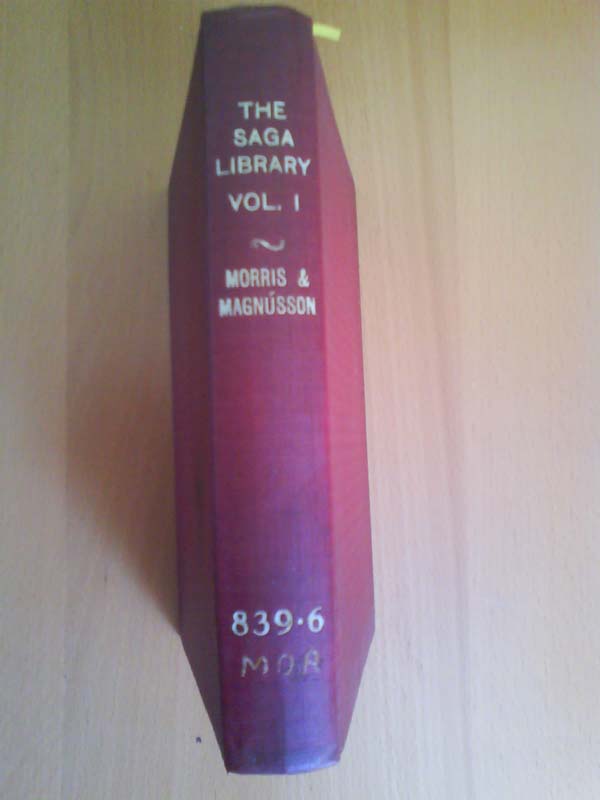 THE
SAGA
LIBRARY
VOL. I
MORRIS &
MAGNÚSSON
839·6
MOR